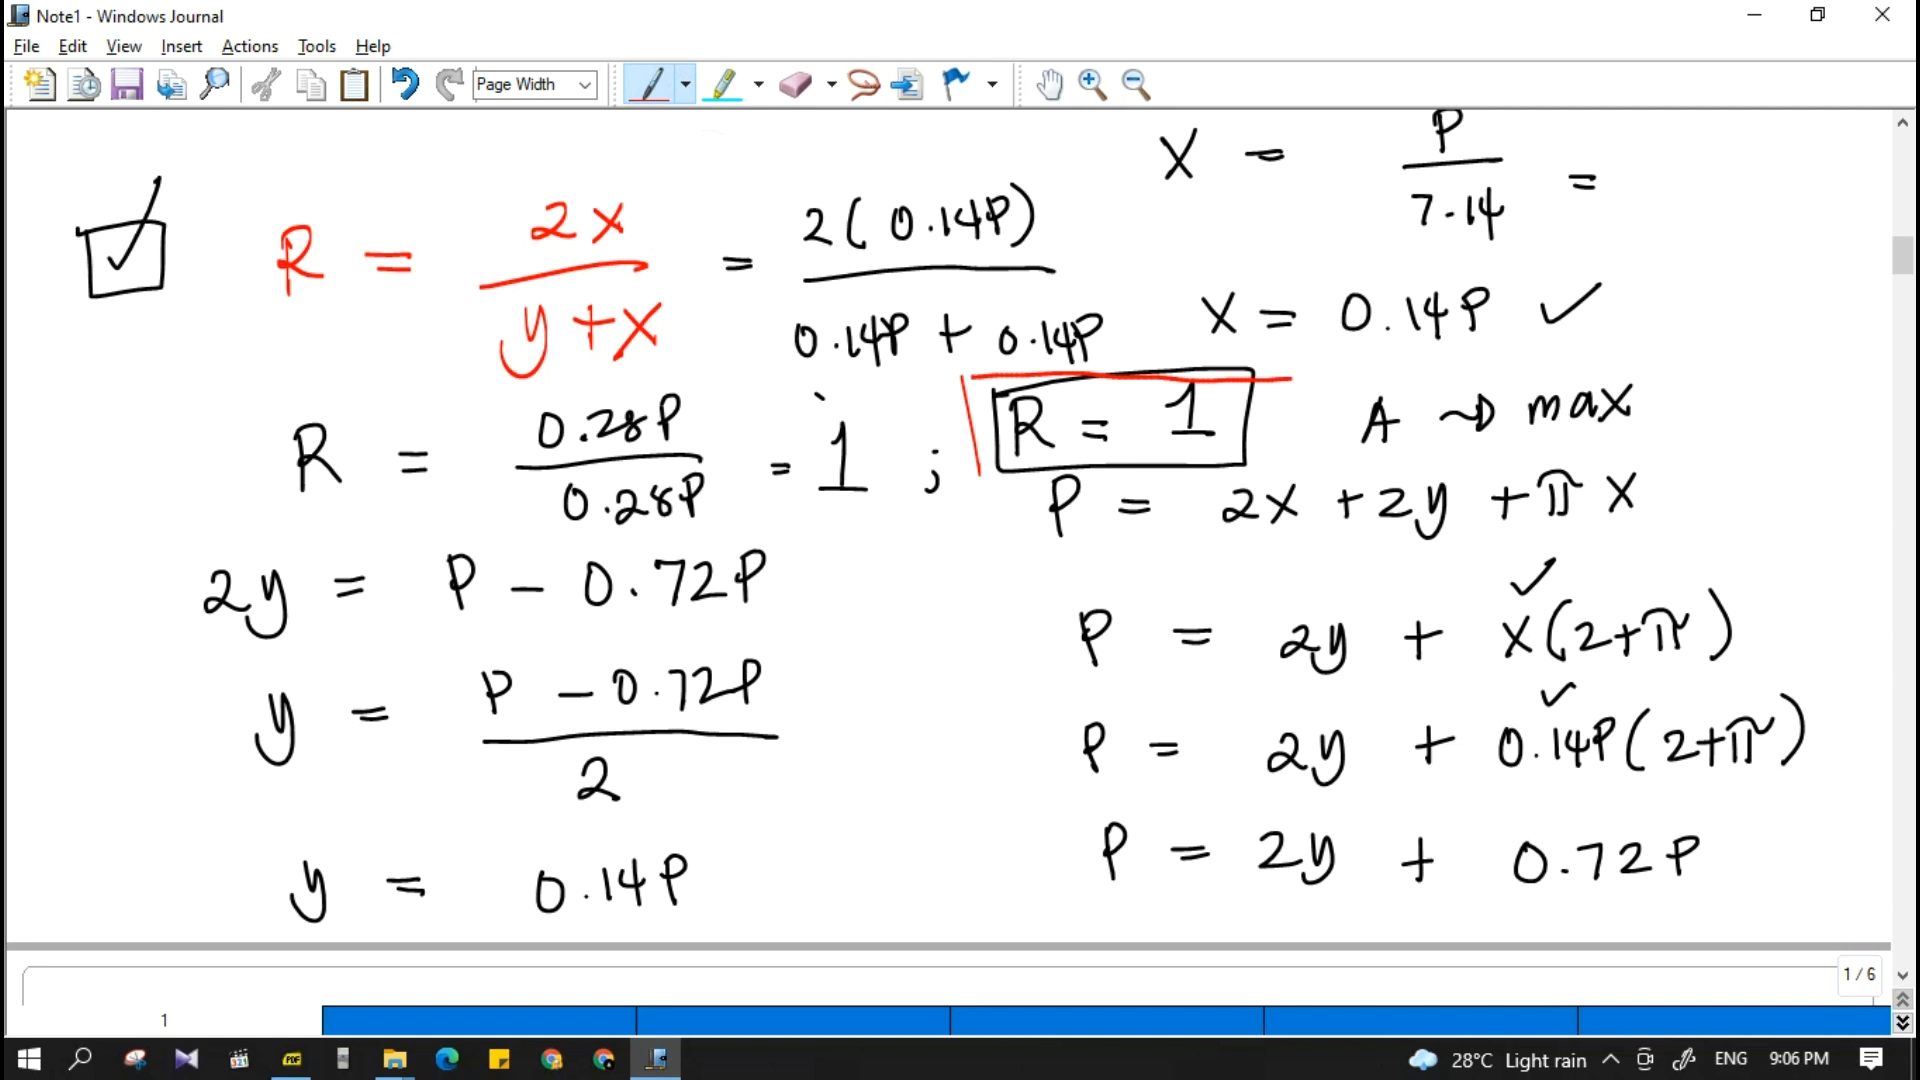 Note1 - Windows Journal
File Edit View Insert Actions Tools Help
Page Width
X = P / 7.14 =
R = 2x / y+x = 2(0.14P) / 0.14P + 0.14P
X = 0.14P ✓
R = 0.28P / 0.28P = 1 ; R = 1
A → max
P = 2x + 2y + π x
2y = P - 0.72P
P = 2y + x(2+π)
y = P - 0.72P / 2
P = 2y + 0.14P(2+π)
y = 0.14P
P = 2y + 0.72P
1 / 6
1
28°C Light rain ENG 9:06 PM